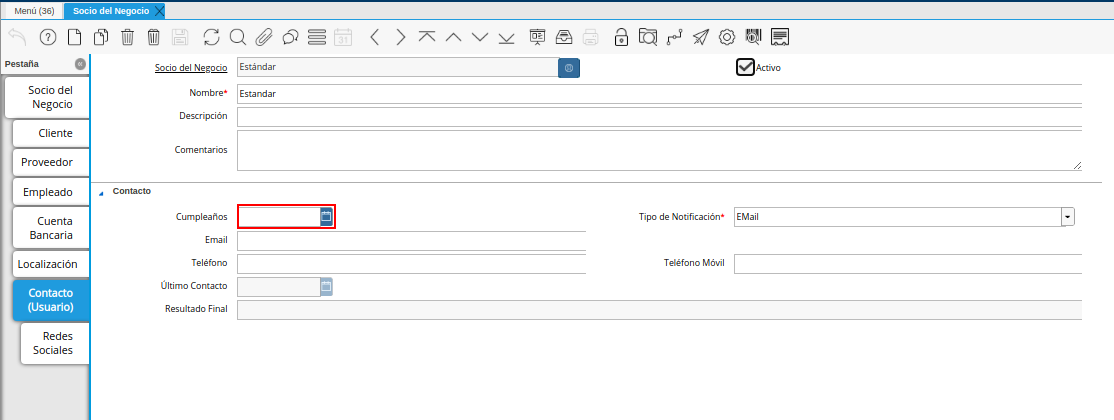 Menú (36) Socio del Negocio
Pestaña
Socio del
Negocio
Cliente
Proveedor
Empleado
Cuenta
Bancaria
Localización
Contacto
(Usuario)
Redes
Sociales
Socio del Negocio Estándar Activo
Nombre* Estandar
Descripción
Comentarios
Contacto
Cumpleaños Tipo de Notificación* EMail
Email
Teléfono Teléfono Móvil
Último Contacto
Resultado Final